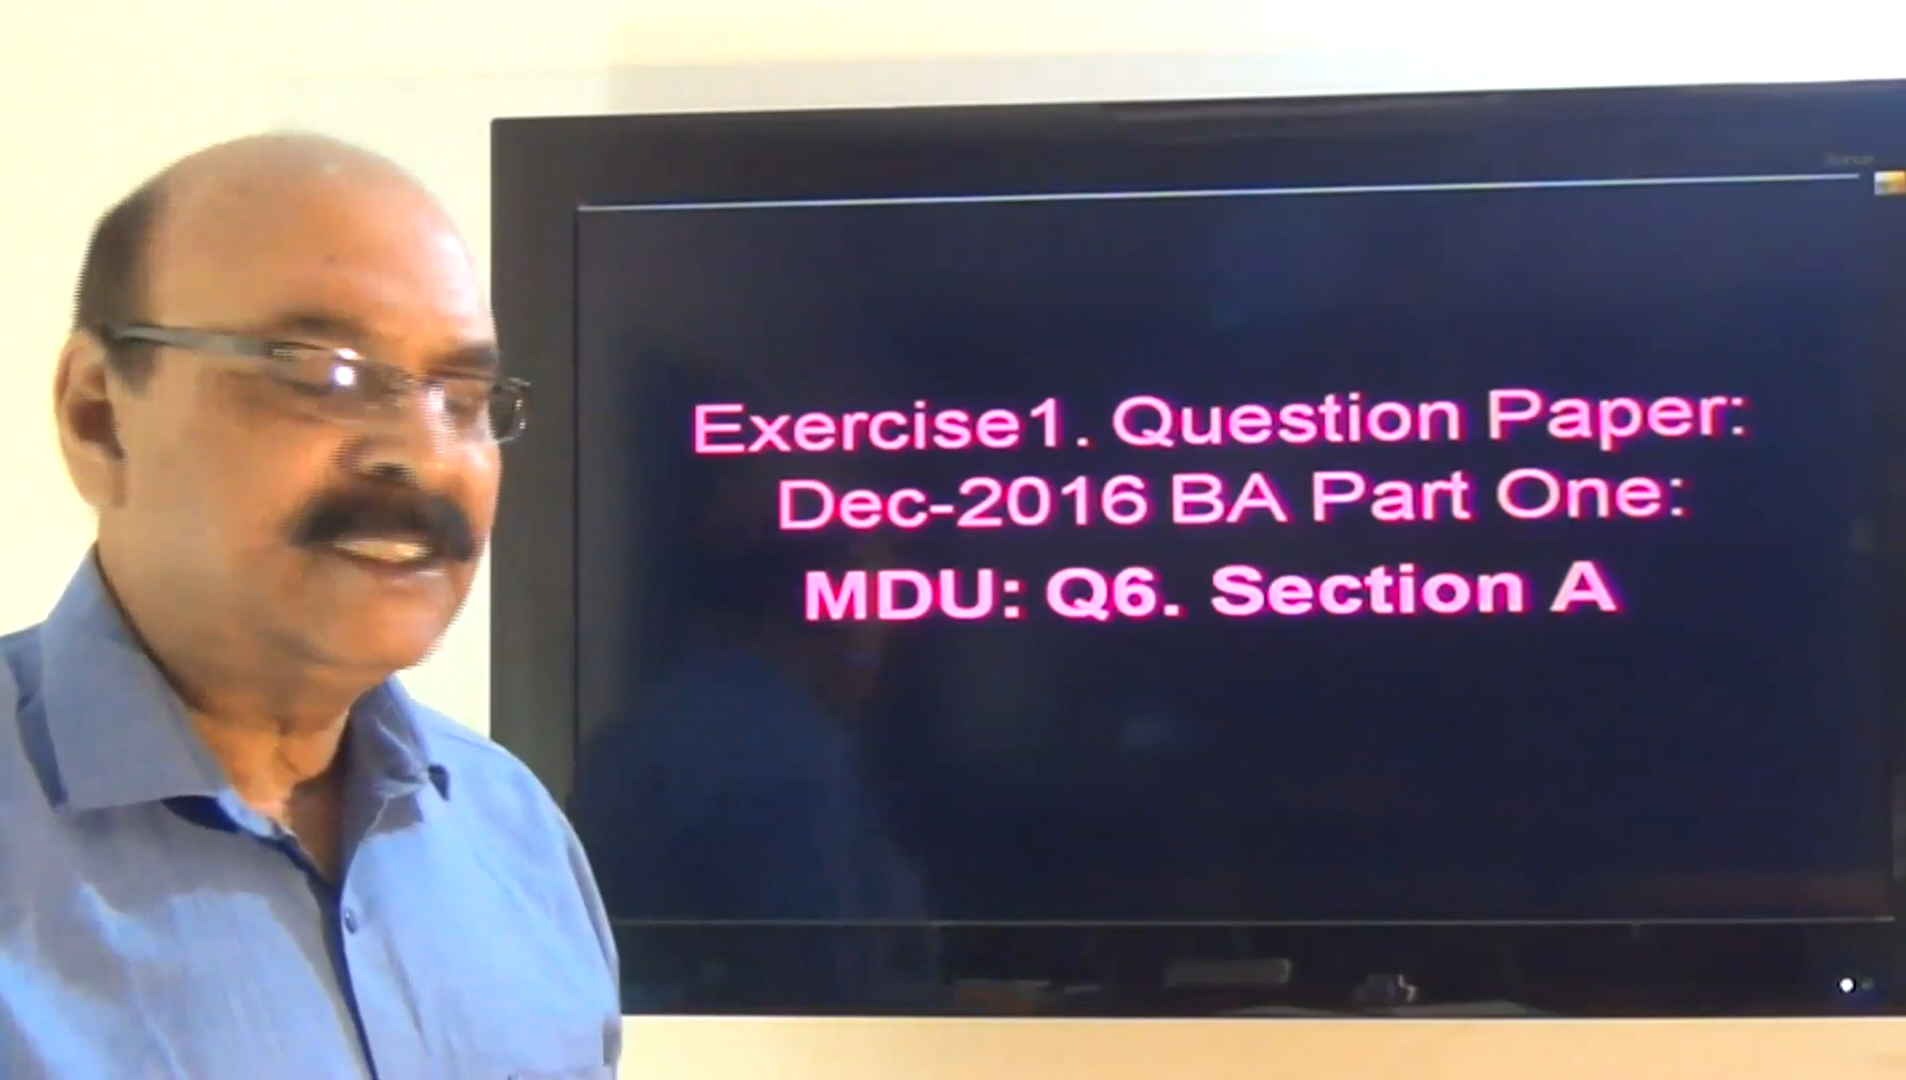 Exercise1. Question Paper:
Dec-2016 BA Part One:
MDU: Q6. Section A